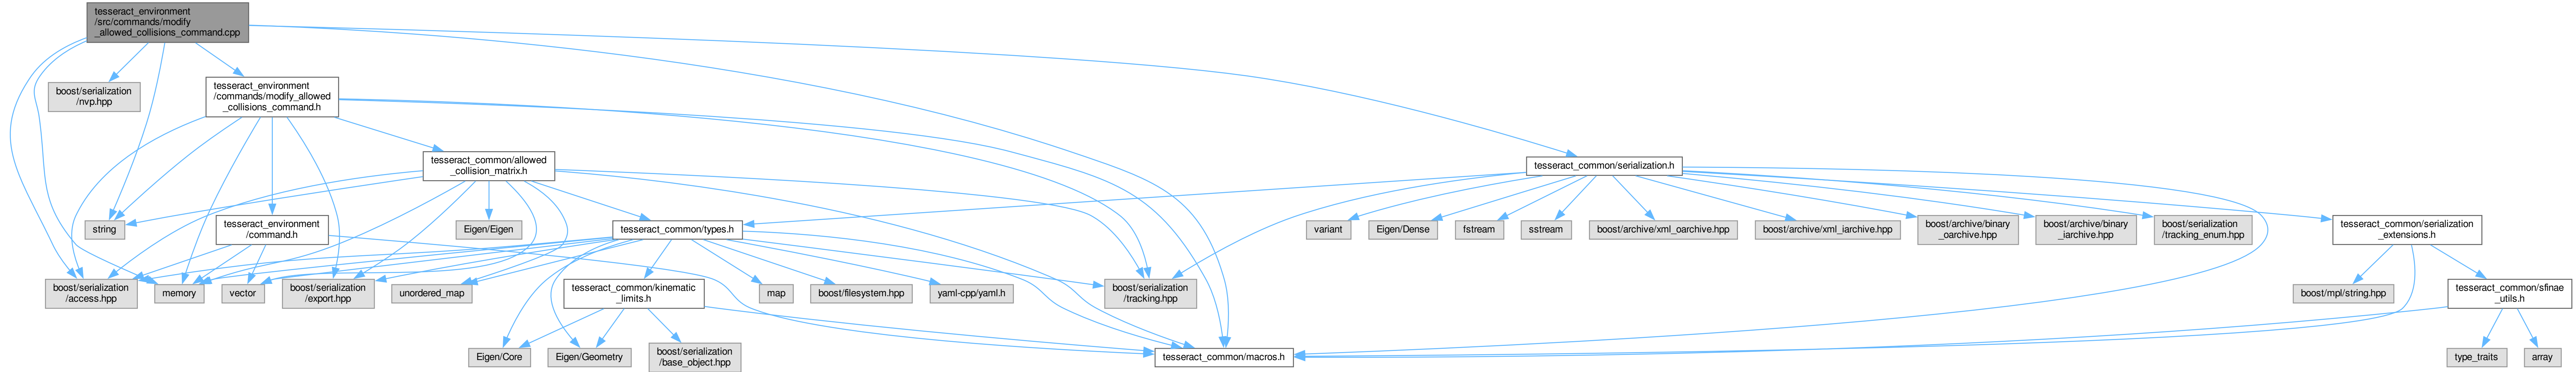 tesseract_environment
/src/commands/modify
_allowed_collisions_command.cpp
boost/serialization
/nvp.hpp
tesseract_environment
/commands/modify_allowed
_collisions_command.h
tesseract_common/allowed
_collision_matrix.h
tesseract_common/serialization.h
string
tesseract_environment
/command.h
Eigen/Eigen
tesseract_common/types.h
variant
Eigen/Dense
fstream
sstream
boost/archive/xml_oarchive.hpp
boost/archive/xml_iarchive.hpp
boost/archive/binary
_oarchive.hpp
boost/archive/binary
_iarchive.hpp
boost/serialization
/tracking_enum.hpp
tesseract_common/serialization
_extensions.h
boost/serialization
/access.hpp
memory
vector
boost/serialization
/export.hpp
unordered_map
tesseract_common/kinematic
_limits.h
map
boost/filesystem.hpp
yaml-cpp/yaml.h
boost/serialization
/tracking.hpp
boost/mpl/string.hpp
tesseract_common/sfinae
_utils.h
Eigen/Core
Eigen/Geometry
boost/serialization
/base_object.hpp
tesseract_common/macros.h
type_traits
array